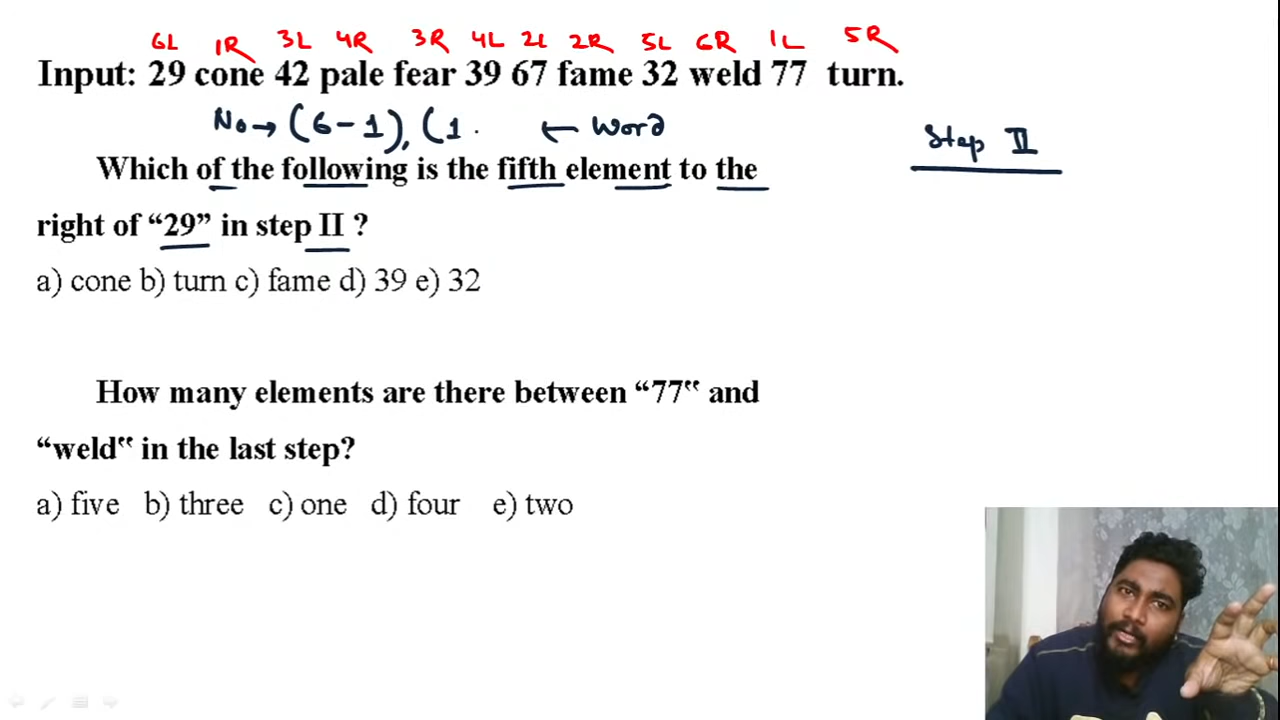 6L 1R 3L 4R 3R 4L 2L 2R 5L 6R 1L 5R
Input: 29 cone 42 pale fear 39 67 fame 32 weld 77 turn.
No → (6-1), (1 . ← Word
Step II
Which of the following is the fifth element to the
right of “29” in step II ?
a) cone b) turn c) fame d) 39 e) 32
How many elements are there between “77‟ and
“weld‟ in the last step?
a) five b) three c) one d) four e) two